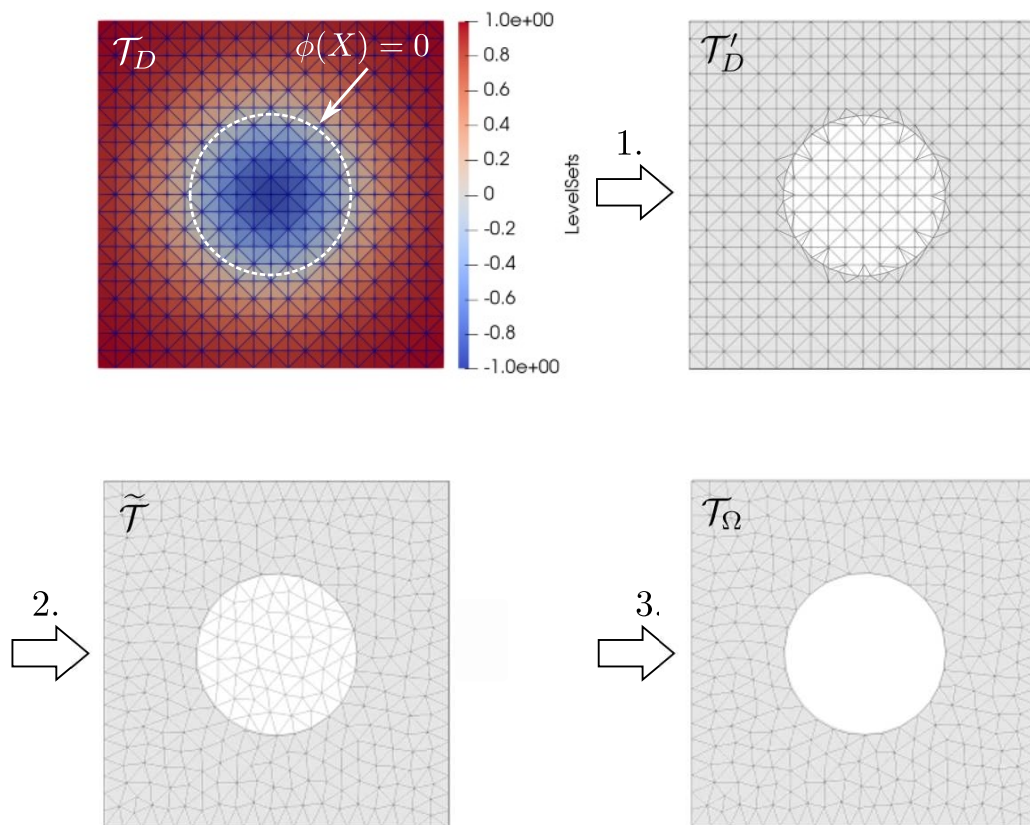 𝒯_D
ϕ(X) = 0
1.0e+00
0.8
0.6
0.4
0.2
0
-0.2
-0.4
-0.6
-0.8
-1.0e+00
LevelSets
1.
𝒯′_D
2.
𝒯̃
3.
𝒯_Ω